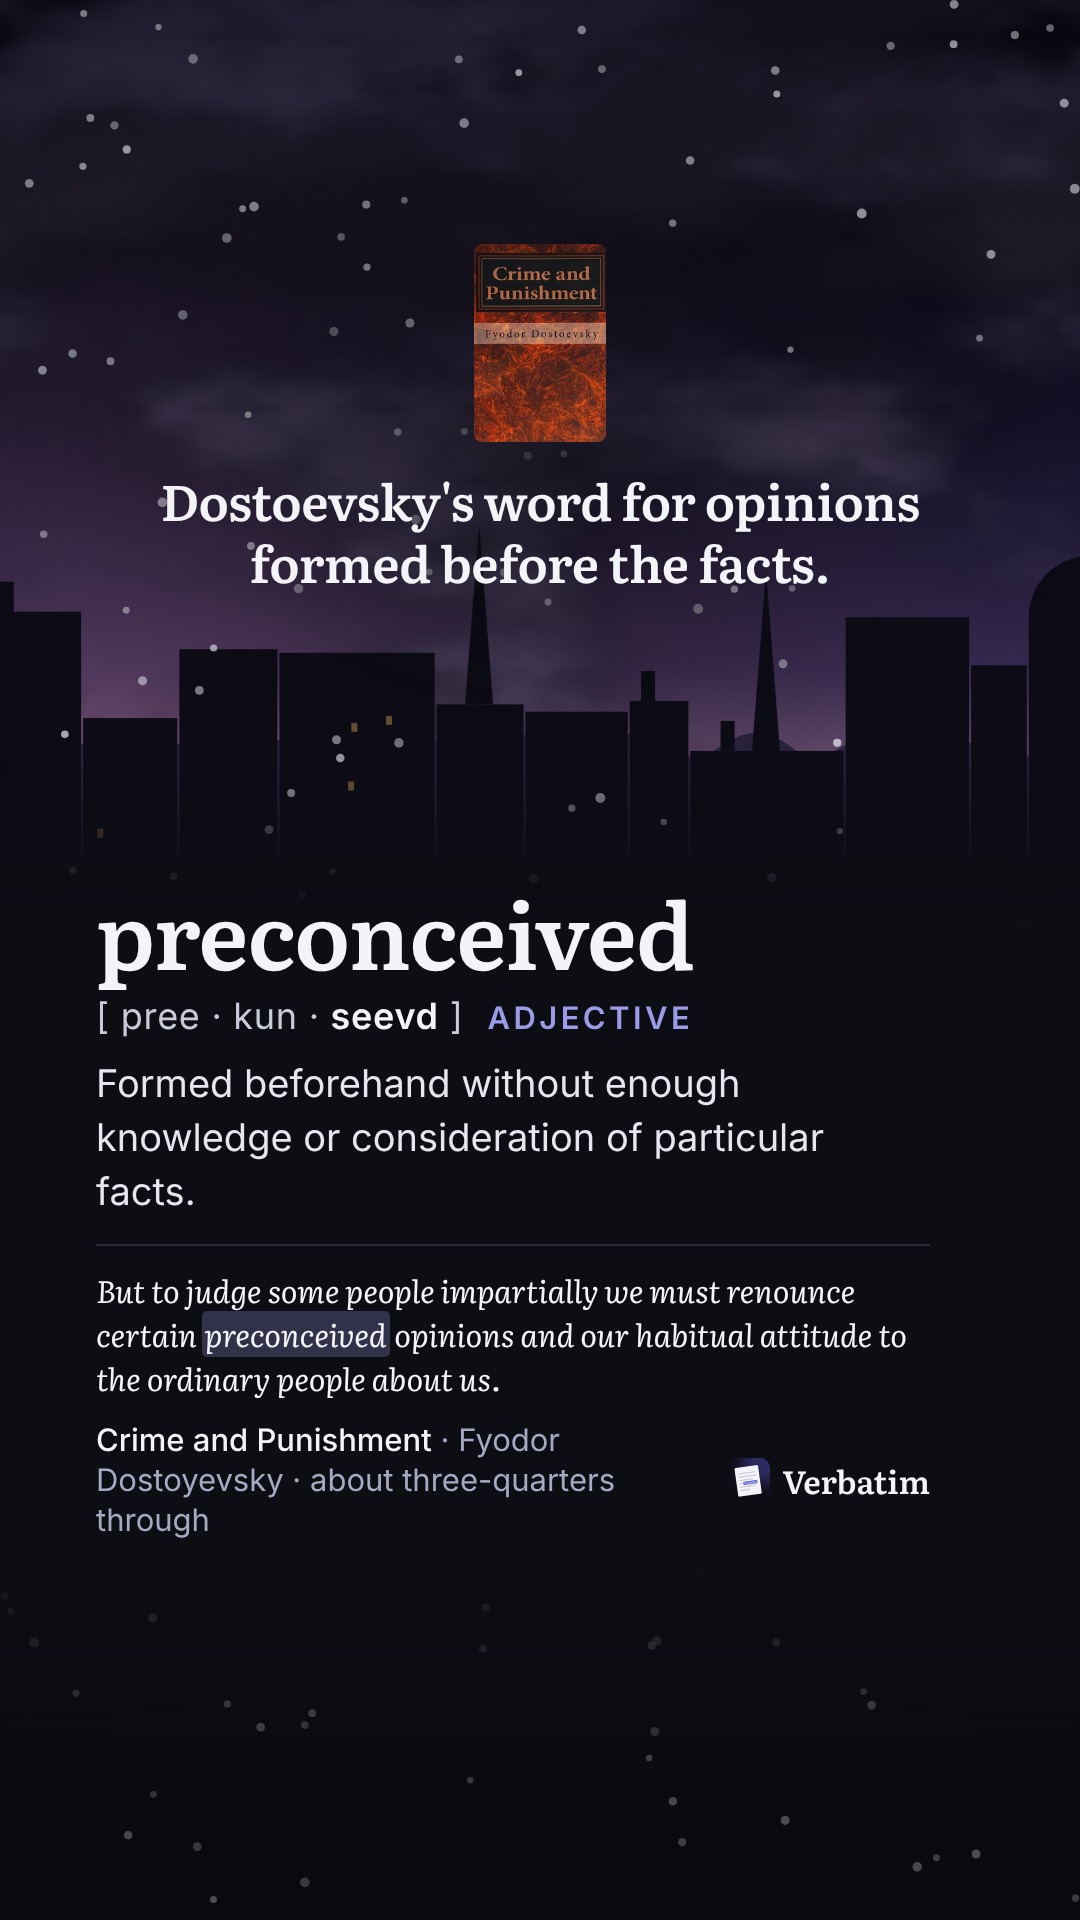 Crime and
Punishment
Fyodor Dostoevsky
Dostoevsky's word for opinions
formed before the facts.
preconceived
[ pree · kun · seevd ] ADJECTIVE
Formed beforehand without enough
knowledge or consideration of particular
facts.
But to judge some people impartially we must renounce
certain preconceived opinions and our habitual attitude to
the ordinary people about us.
Crime and Punishment · Fyodor
Dostoyevsky · about three-quarters
through
Verbatim